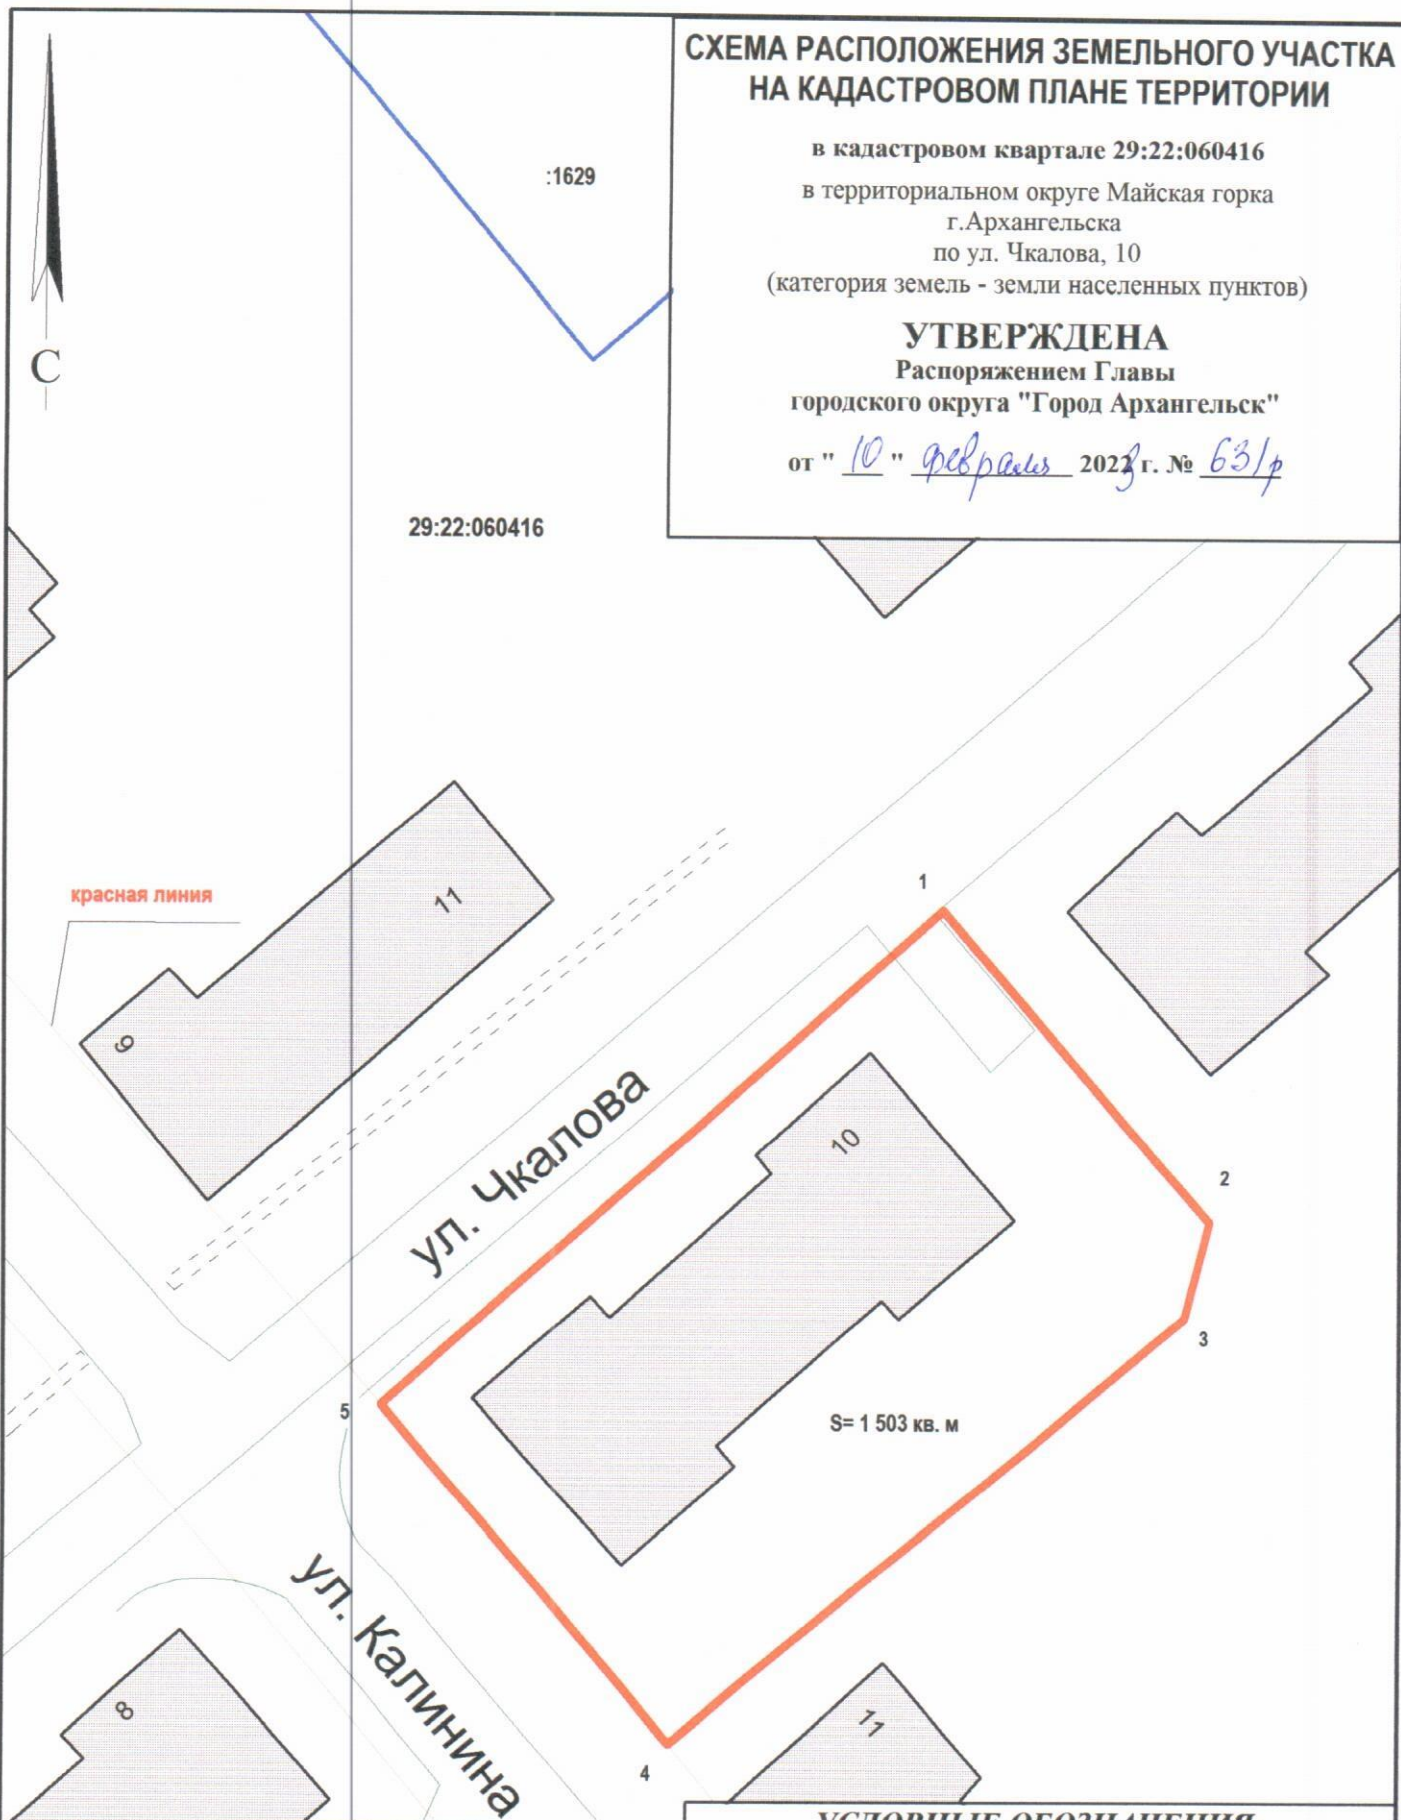 СХЕМА РАСПОЛОЖЕНИЯ ЗЕМЕЛЬНОГО УЧАСТКА
НА КАДАСТРОВОМ ПЛАНЕ ТЕРРИТОРИИ
в кадастровом квартале 29:22:060416
в территориальном округе Майская горка
г.Архангельска
по ул. Чкалова, 10
(категория земель - земли населенных пунктов)
УТВЕРЖДЕНА
Распоряжением Главы
городского округа "Город Архангельск"
от "10" февраля 2023 г. № 63/р
:1629
С
29:22:060416
красная линия
11
9
1
10
2
ул. Чкалова
3
5
S= 1 503 кв. м
ул. Калинина
8
11
4
УСЛОВНЫЕ ОБОЗНАЧЕНИЯ